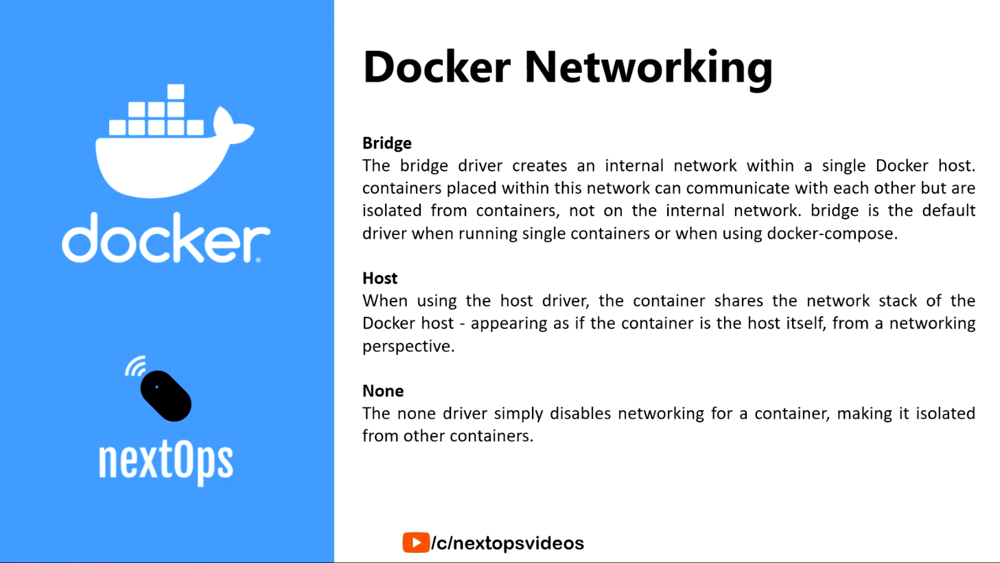 docker
nextOps
Docker Networking
Bridge
The bridge driver creates an internal network within a single Docker host.
containers placed within this network can communicate with each other but are
isolated from containers, not on the internal network. bridge is the default
driver when running single containers or when using docker-compose.
Host
When using the host driver, the container shares the network stack of the
Docker host - appearing as if the container is the host itself, from a networking
perspective.
None
The none driver simply disables networking for a container, making it isolated
from other containers.
/c/nextopsvideos